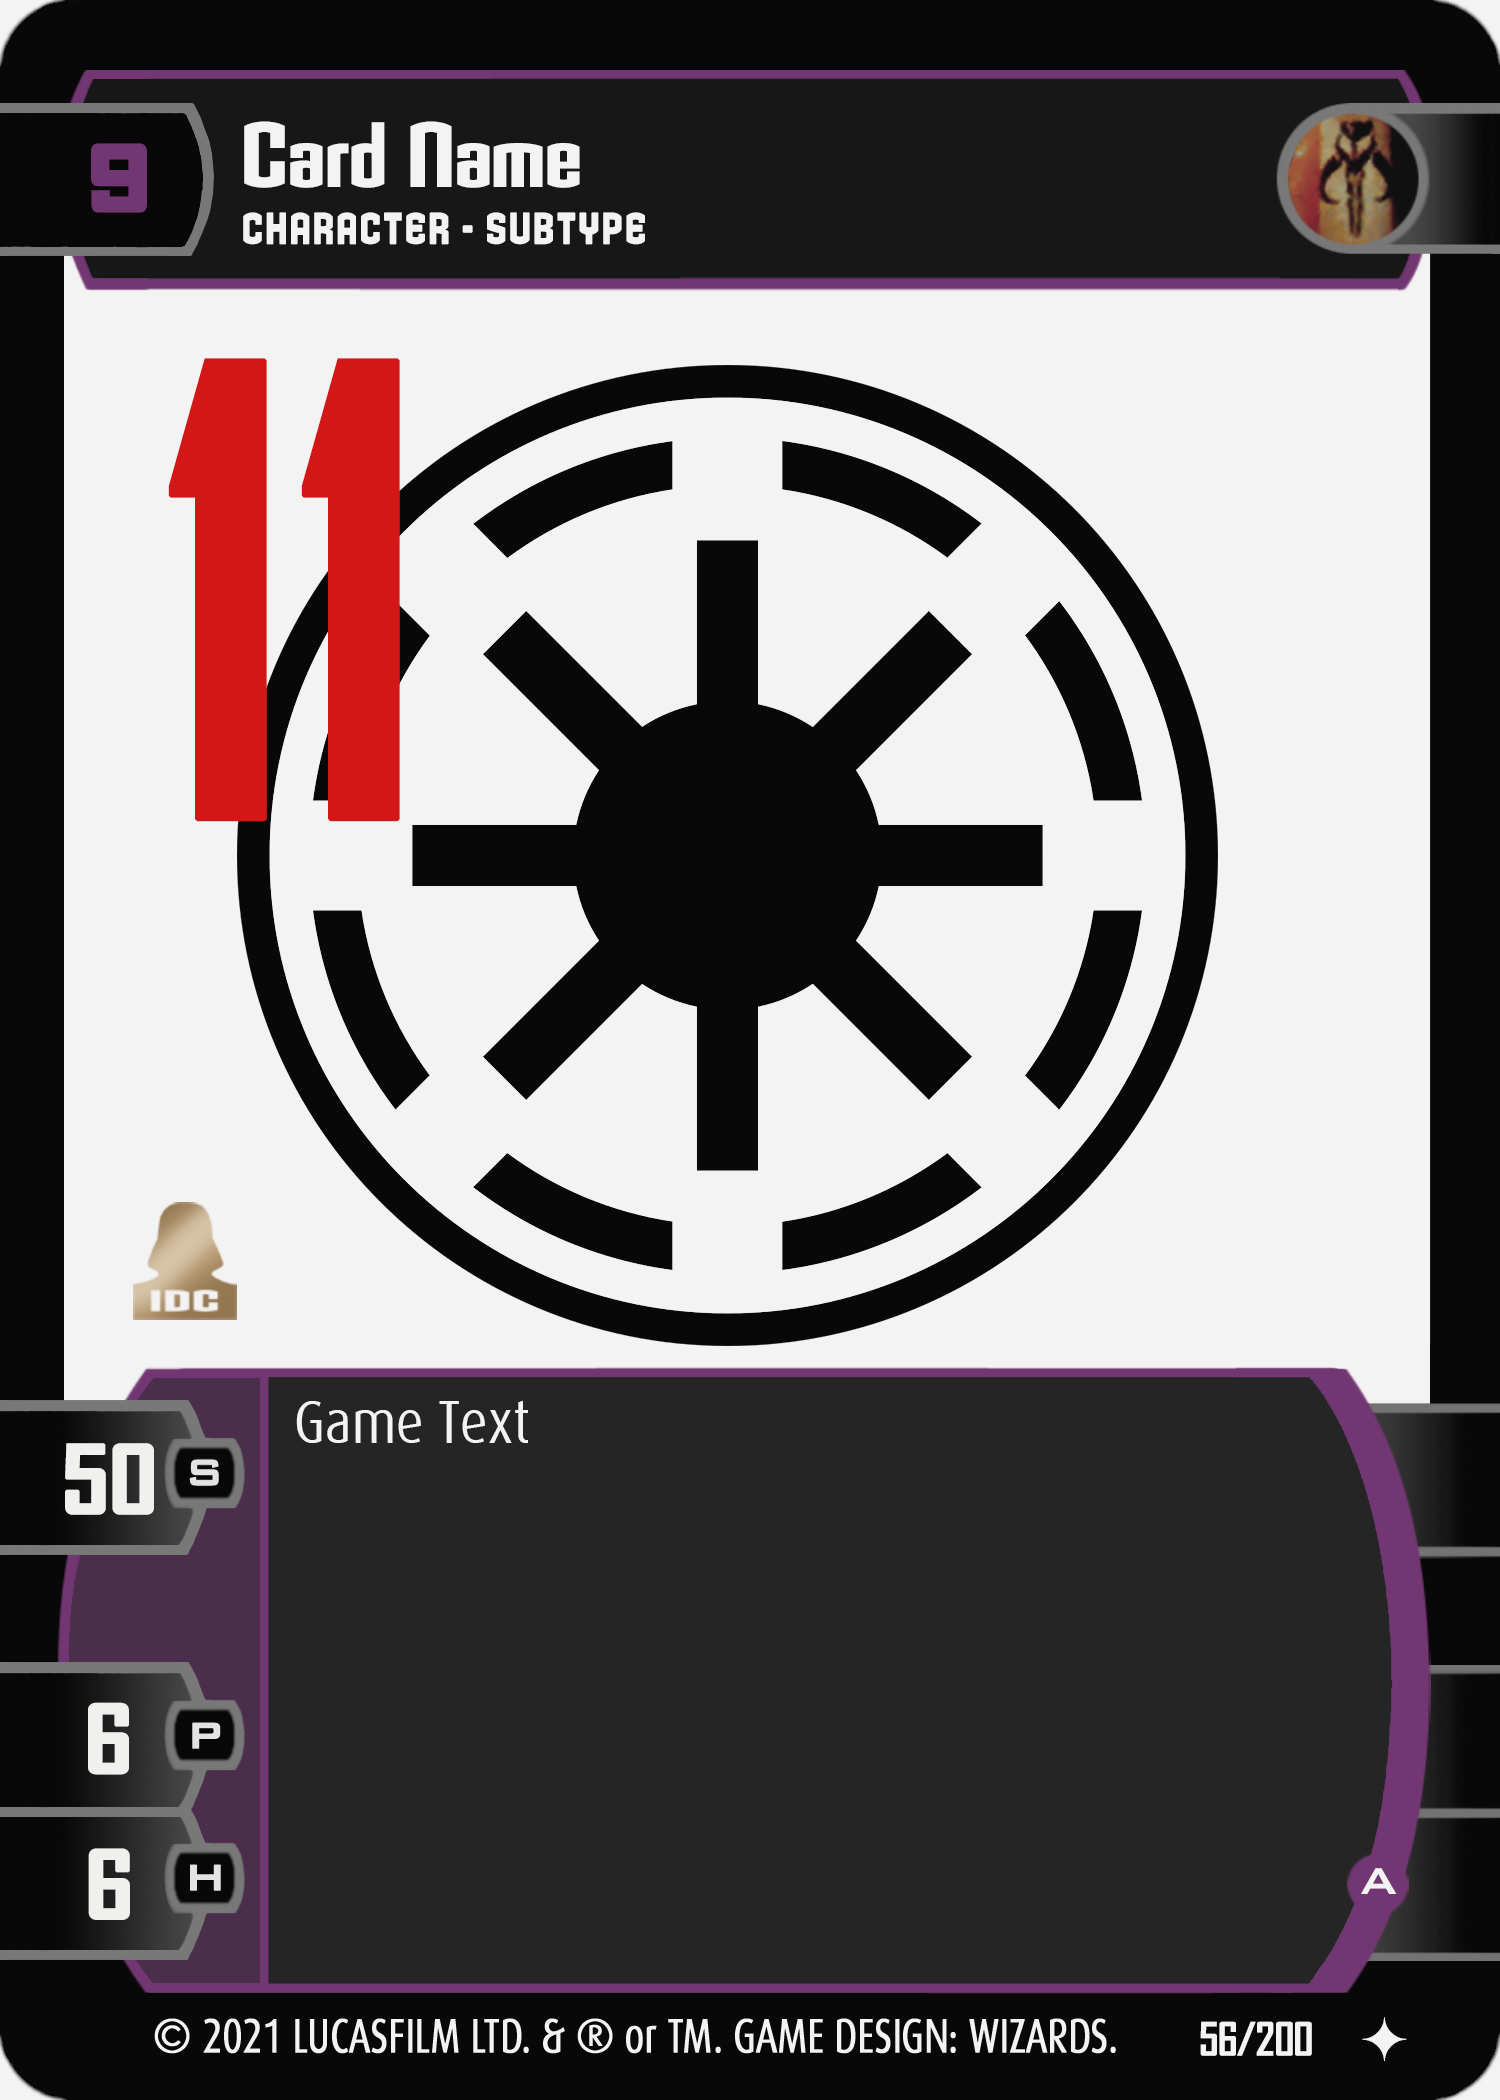 9
Card Name
CHARACTER - SUBTYPE
11
IDC
50 S
Game Text
6 P
6 H
A
© 2021 LUCASFILM LTD. & ® or TM. GAME DESIGN: WIZARDS.
56/200